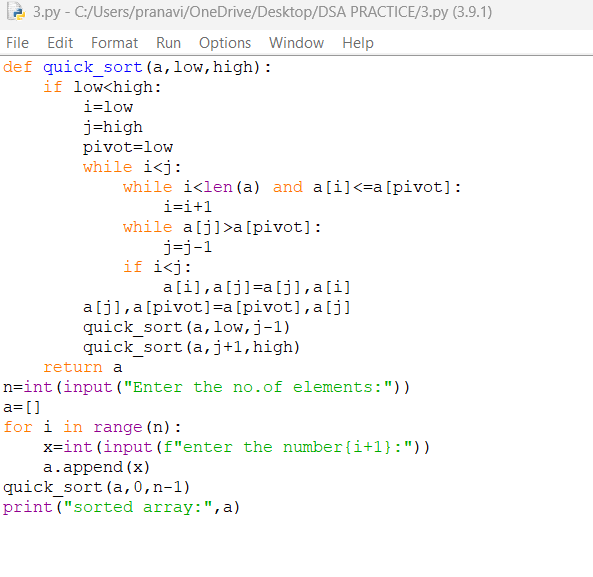 3.py - C:/Users/pranavi/OneDrive/Desktop/DSA PRACTICE/3.py (3.9.1)
File Edit Format Run Options Window Help
def quick_sort(a,low,high):
    if low<high:
        i=low
        j=high
        pivot=low
        while i<j:
            while i<len(a) and a[i]<=a[pivot]:
                i=i+1
            while a[j]>a[pivot]:
                j=j-1
            if i<j:
                a[i],a[j]=a[j],a[i]
        a[j],a[pivot]=a[pivot],a[j]
        quick_sort(a,low,j-1)
        quick_sort(a,j+1,high)
    return a
n=int(input("Enter the no.of elements:"))
a=[]
for i in range(n):
    x=int(input(f"enter the number{i+1}:"))
    a.append(x)
quick_sort(a,0,n-1)
print("sorted array:",a)